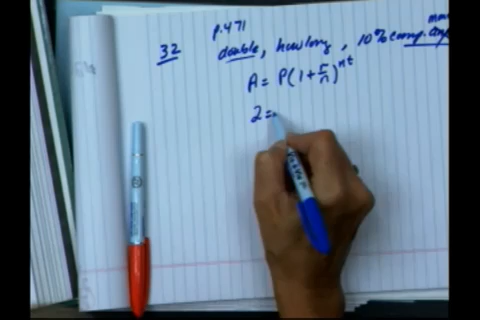 p.471
32 double, how long, 10% comp.
A = P(1 + r/n)^nt
2 =